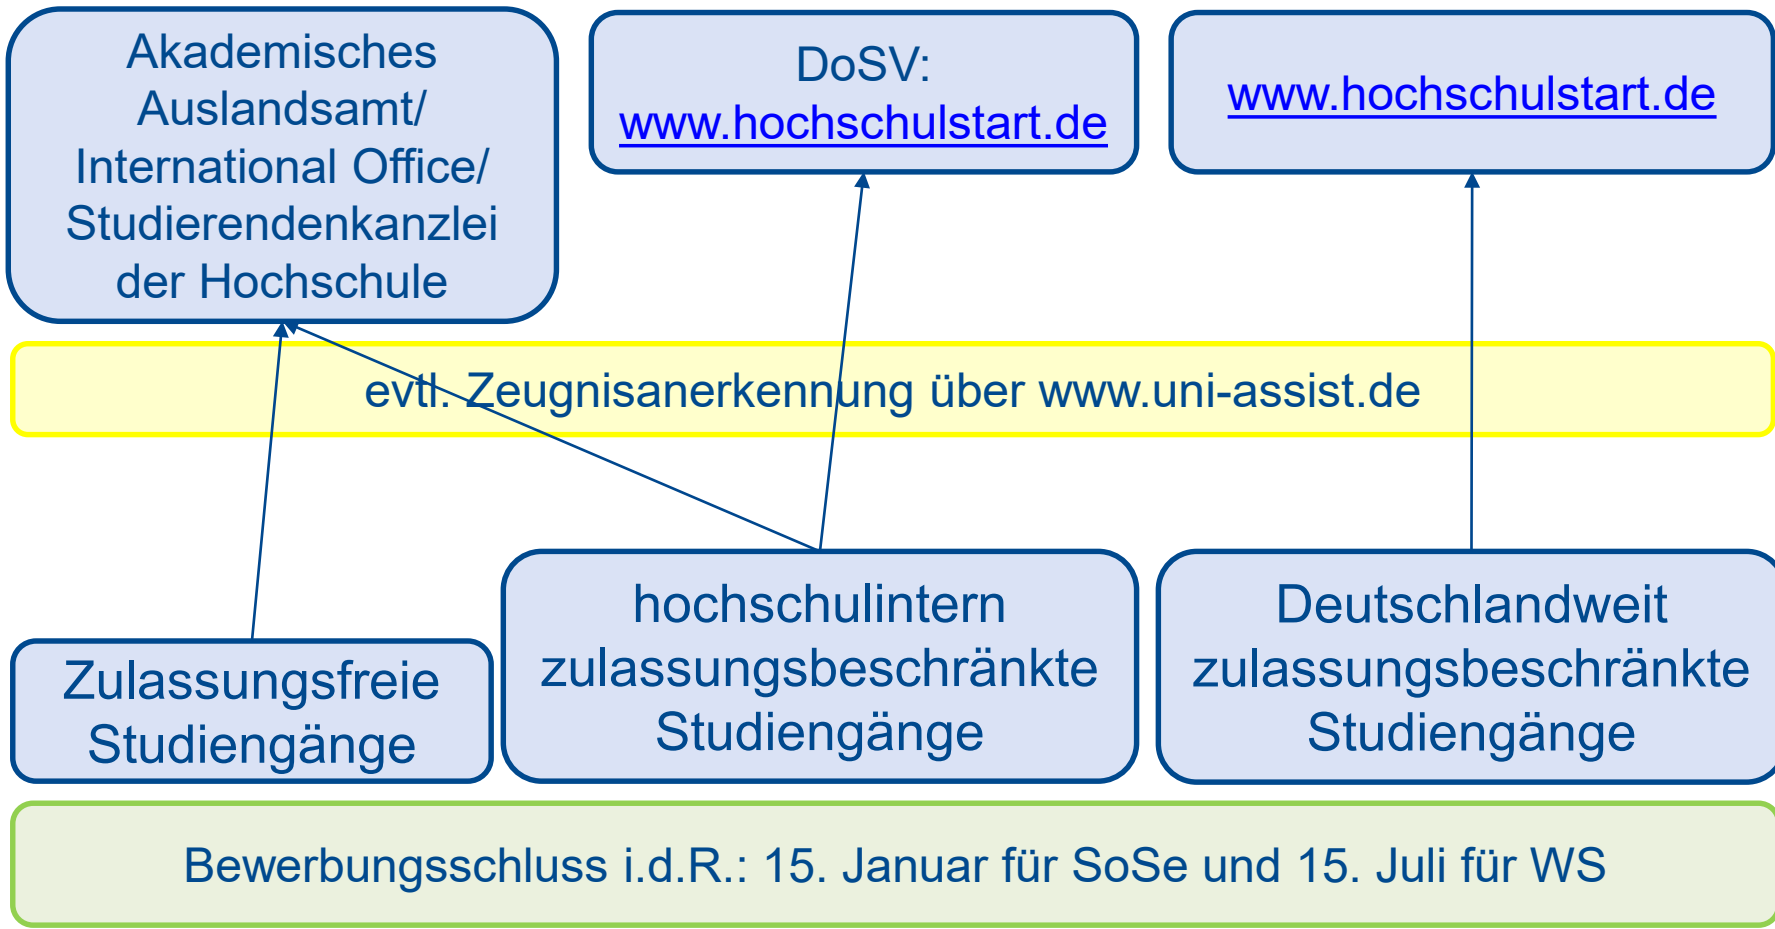 Akademisches
Auslandsamt/
International Office/
Studierendenkanzlei
der Hochschule
DoSV:
www.hochschulstart.de
www.hochschulstart.de
evtl. Zeugnisanerkennung über www.uni-assist.de
Zulassungsfreie
Studiengänge
hochschulintern
zulassungsbeschränkte
Studiengänge
Deutschlandweit
zulassungsbeschränkte
Studiengänge
Bewerbungsschluss i.d.R.: 15. Januar für SoSe und 15. Juli für WS